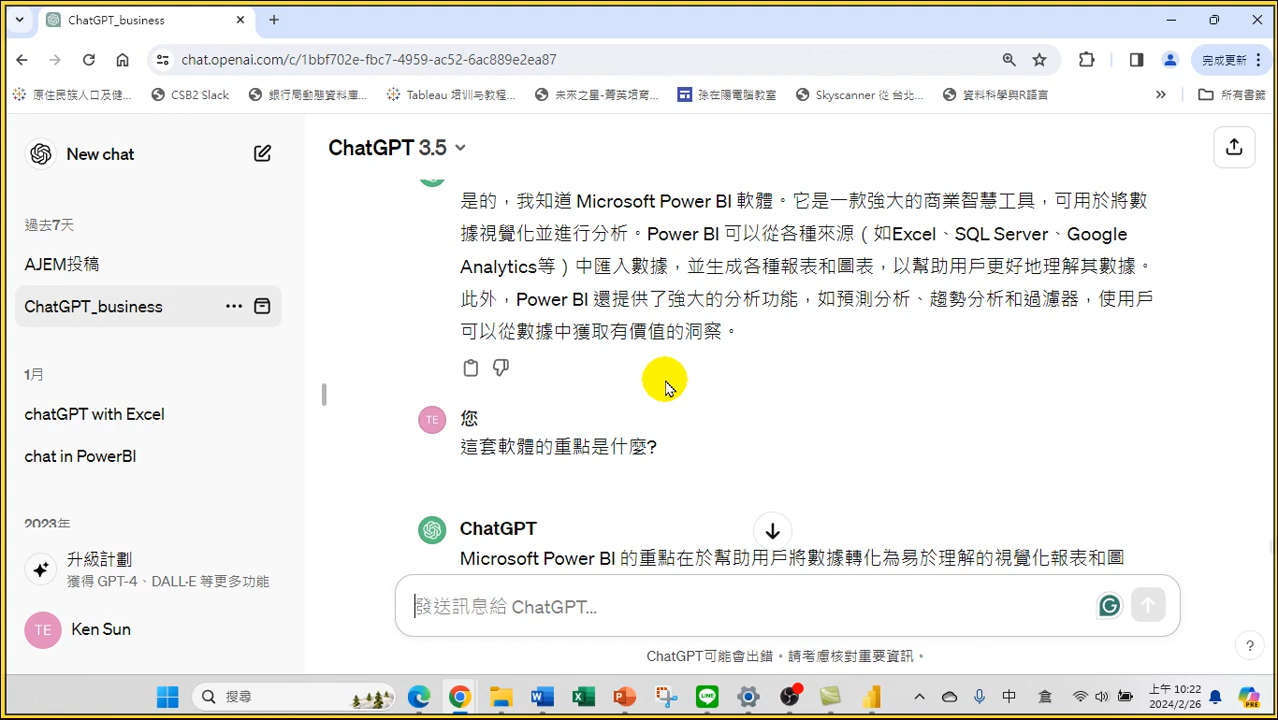 ChatGPT_business
chat.openai.com/c/1bbf702e-fbc7-4959-a352-6ac889e2ea87
完成更新
原住民族人口及健...
CSB2 Slack
銀行局動態資料庫...
Tableau 培训与教程...
未來之星-菁英培育...
孫在陽電腦教室
Skyscanner 從 台北...
資料科學與R語言
»
所有書籤
New chat
ChatGPT 3.5
過去7天
AJEM投稿
ChatGPT_business
1月
chatGPT with Excel
chat in PowerBI
2023年
升級計劃
獲得 GPT-4、DALL·E 等更多功能
TE
Ken Sun
是的，我知道 Microsoft Power BI 軟體。它是一款強大的商業智慧工具，可用於將數
據視覺化並進行分析。Power BI 可以從各種來源（如Excel、SQL Server、Google
Analytics等）中匯入數據，並生成各種報表和圖表，以幫助用戶更好地理解其數據。
此外，Power BI 還提供了強大的分析功能，如預測分析、趨勢分析和過濾器，使用戶
可以從數據中獲取有價值的洞察。
TE
您
這套軟體的重點是什麼?
ChatGPT
Microsoft Power BI 的重點在於幫助用戶將數據轉化為易於理解的視覺化報表和圖
發送訊息給 ChatGPT...
ChatGPT可能會出錯。請考慮核對重要資訊。
?
搜尋
中
上午 10:22
2024/2/26
PRE